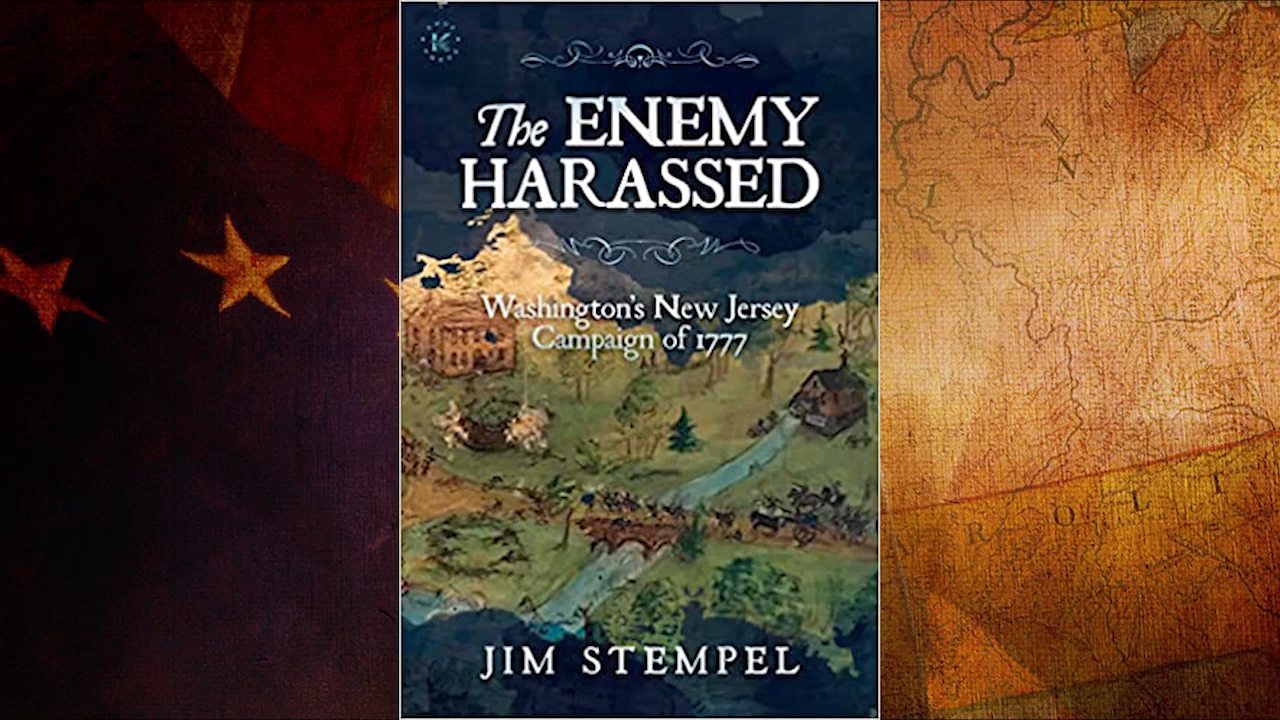 The ENEMY
HARASSED
Washington's New Jersey
Campaign of 1777
JIM STEMPEL